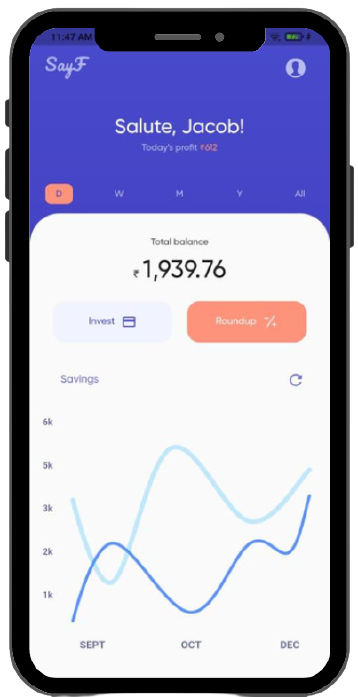 11:47 AM
SayF
Salute, Jacob!
Today's profit ₹612
D W M Y All
Total balance
₹1,939.76
Invest Roundup
Savings
6k
5k
3k
2k
1k
SEPT OCT DEC